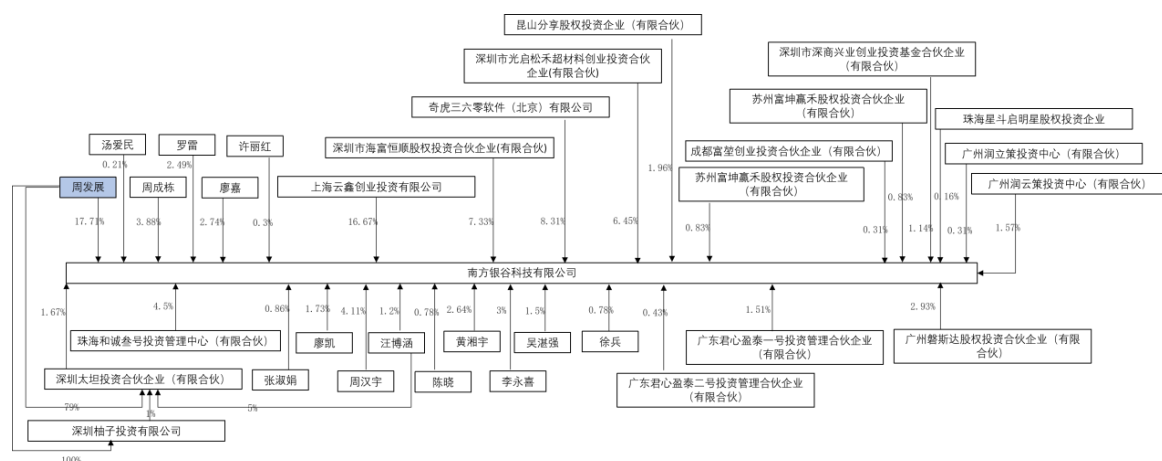 昆山分享股权投资企业（有限合伙）
深圳市光启松禾超材料创业投资合伙
企业(有限合伙)
深圳市深商兴业创业投资基金合伙企业
（有限合伙）
奇虎三六零软件（北京）有限公司
苏州富坤赢禾股权投资合伙企业
（有限合伙）
珠海星斗启明星股权投资企业
汤爱民
罗雷
许丽红
深圳市海富恒顺股权投资合伙企业(有限合伙)
成都富堃创业投资合伙企业（有限合伙）
广州润立策投资中心（有限合伙）
0.21%
2.49%
1.96%
周发展
周成栋
廖嘉
上海云鑫创业投资有限公司
苏州富坤赢禾股权投资合伙企业
（有限合伙）
广州润云策投资中心（有限合伙）
0.83%
0.16%
17.71%
3.88%
2.74%
0.3%
16.67%
7.33%
8.31%
6.45%
0.83%
0.31%
1.14%
0.31%
1.57%
南方银谷科技有限公司
1.67%
4.5%
0.86%
1.73%
4.11%
1.2%
0.78%
2.64%
3%
1.5%
0.78%
0.43%
1.51%
2.93%
珠海和诚叁号投资管理中心（有限合伙）
廖凯
汪博涵
黄湘宇
吴湛强
徐兵
广东君心盈泰一号投资管理合伙企业
（有限合伙）
广州磐斯达股权投资合伙企业（有限
合伙）
深圳太坦投资合伙企业（有限合伙）
张淑娟
周汉宇
陈晓
李永喜
广东君心盈泰二号投资管理合伙企业
（有限合伙）
79%
1%
5%
深圳柚子投资有限公司
100%